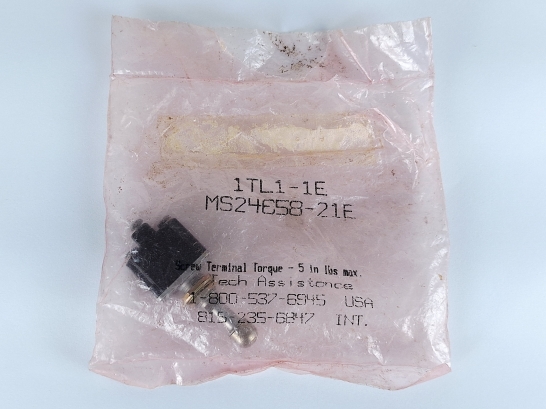 1TL1-1E
MS24658-21E
Screw Terminal Torque - 5 in lbs max.
Tech Assistance
1-800-537-6945 USA
815-235-6847 INT.